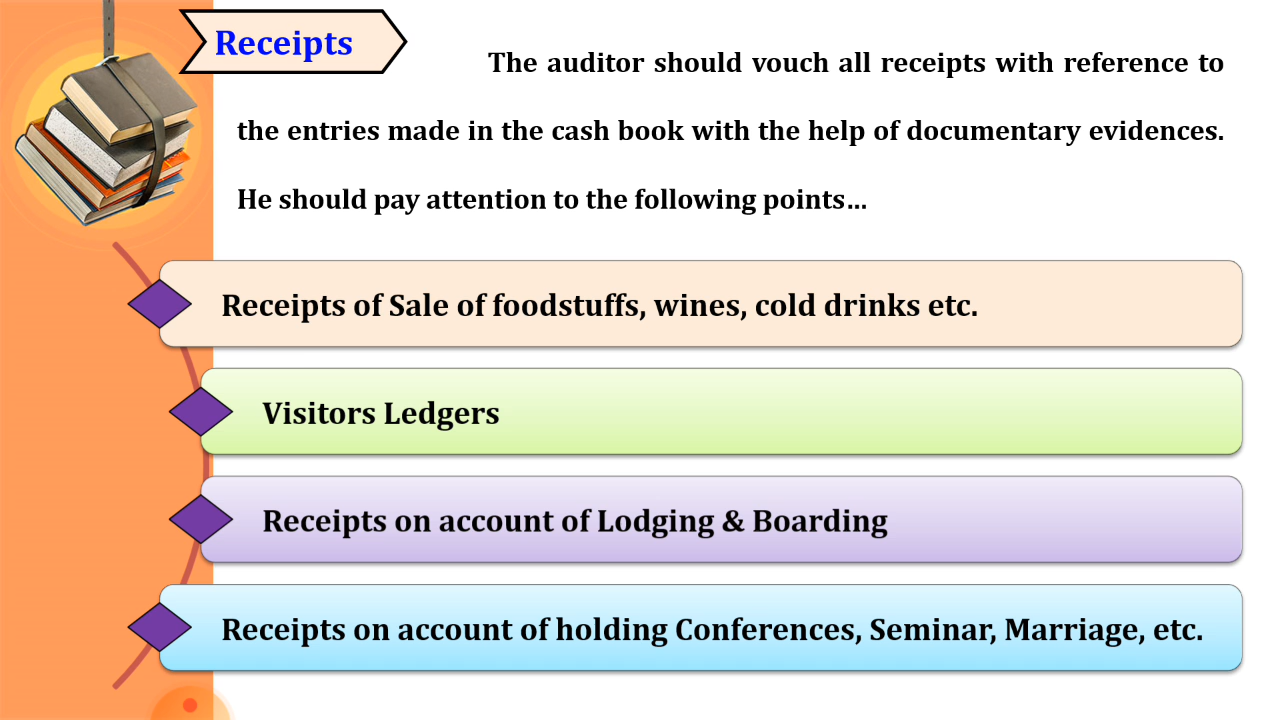 Receipts
The auditor should vouch all receipts with reference to
the entries made in the cash book with the help of documentary evidences.
He should pay attention to the following points…
Receipts of Sale of foodstuffs, wines, cold drinks etc.
Visitors Ledgers
Receipts on account of Lodging & Boarding
Receipts on account of holding Conferences, Seminar, Marriage, etc.